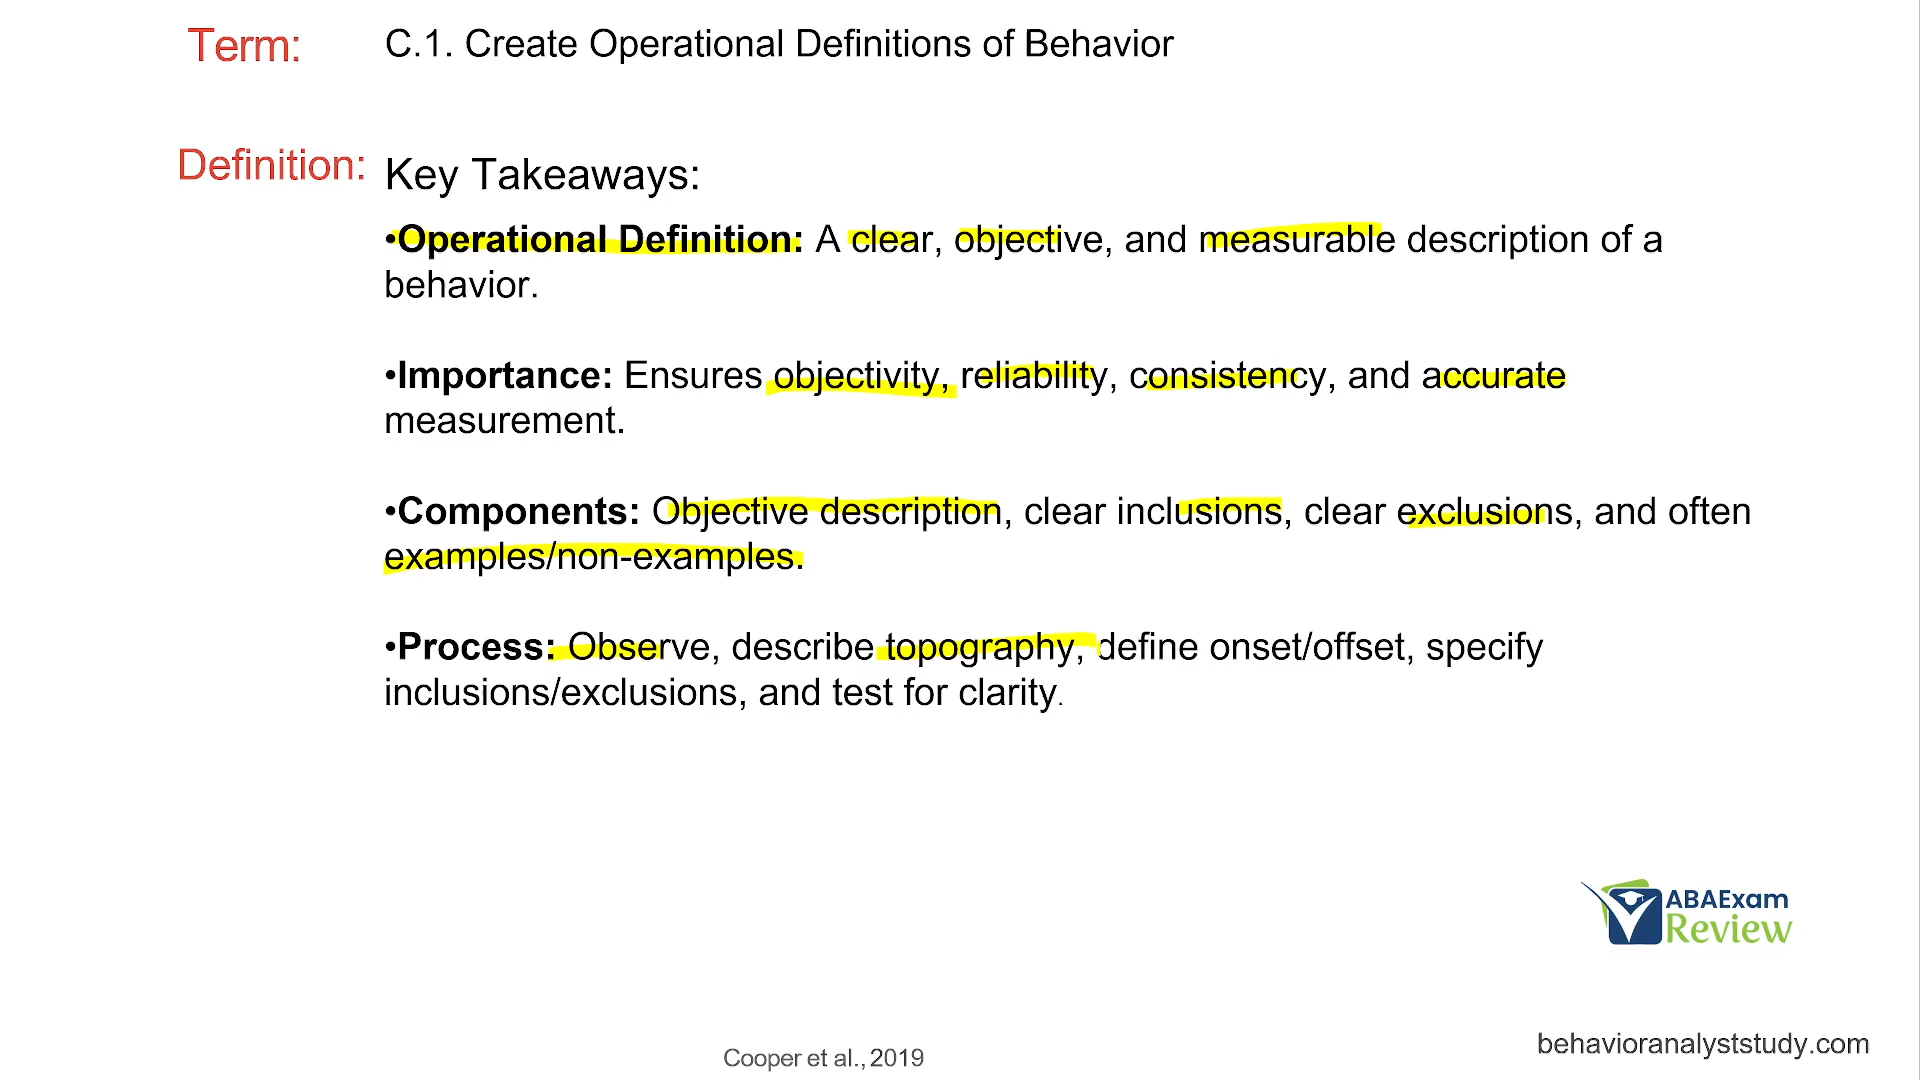 Term: C.1. Create Operational Definitions of Behavior
Definition: Key Takeaways:
•Operational Definition: A clear, objective, and measurable description of a
behavior.
•Importance: Ensures objectivity, reliability, consistency, and accurate
measurement.
•Components: Objective description, clear inclusions, clear exclusions, and often
examples/non-examples.
•Process: Observe, describe topography, define onset/offset, specify
inclusions/exclusions, and test for clarity.
ABAExam
Review
behavioranalyststudy.com
Cooper et al., 2019